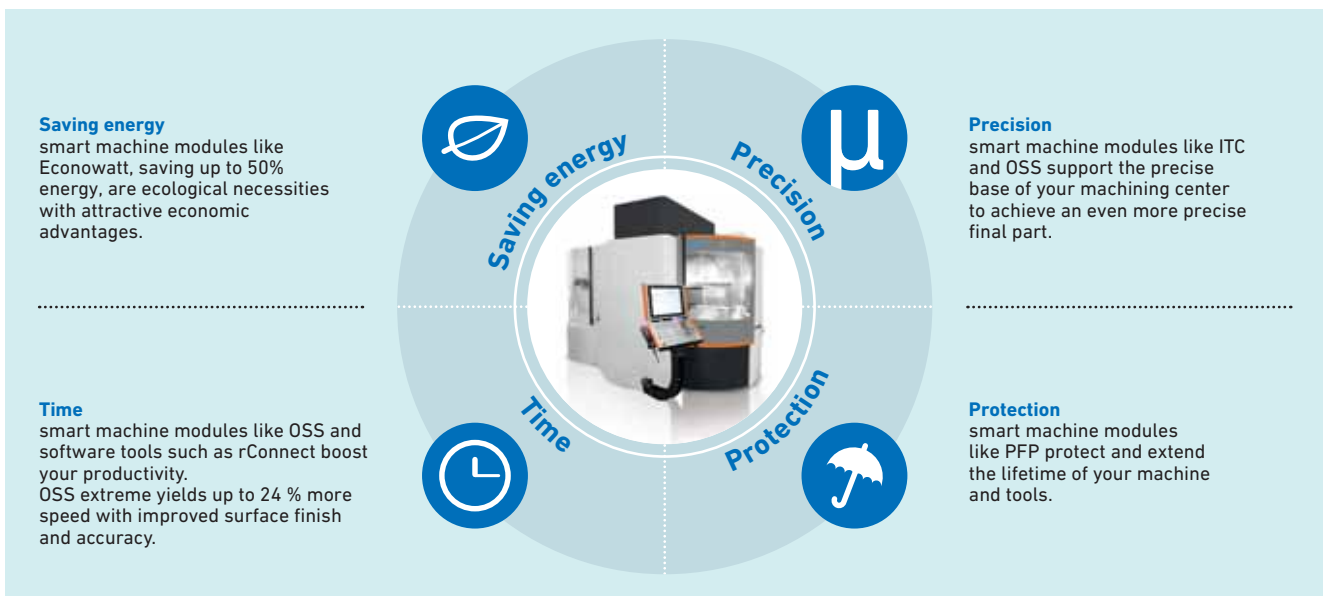 Saving energy
smart machine modules like
Econowatt, saving up to 50%
energy, are ecological necessities
with attractive economic
advantages.
Saving energy
Precision
µ
Precision
smart machine modules like ITC
and OSS support the precise
base of your machining center
to achieve an even more precise
final part.
Time
smart machine modules like OSS and
software tools such as rConnect boost
your productivity.
OSS extreme yields up to 24 % more
speed with improved surface finish
and accuracy.
Time
Protection
Protection
smart machine modules
like PFP protect and extend
the lifetime of your machine
and tools.